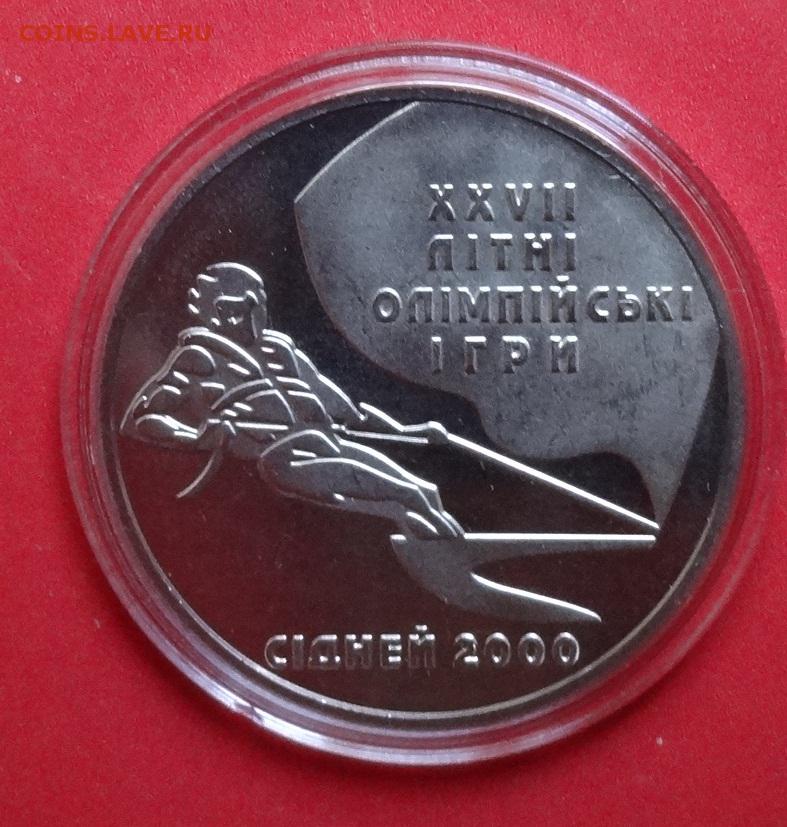 COINS.LAVE.RU
XXVII
ЛІТНІ
ОЛІМПІЙСЬКІ
ІГРИ
СІДНЕЙ 2000